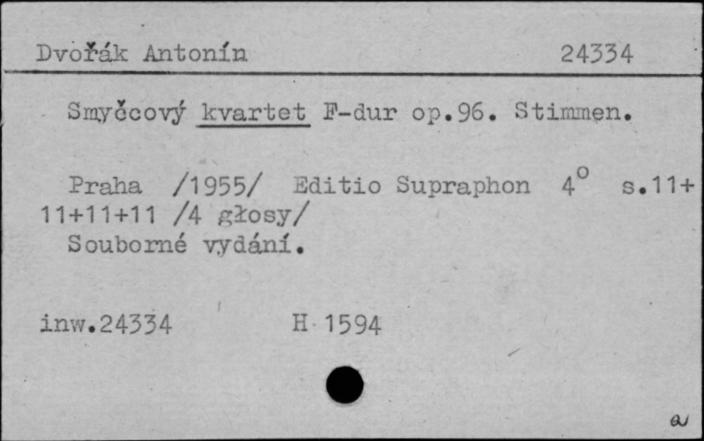 Dvořák Antonín 24334
Smyčcový kvartet F-dur op.96. Stimmen.
Praha /1955/ Editio Supraphon 4° s.11+
11+11+11 /4 głosy/
Souborné vydání.
inw.24334 H 1594